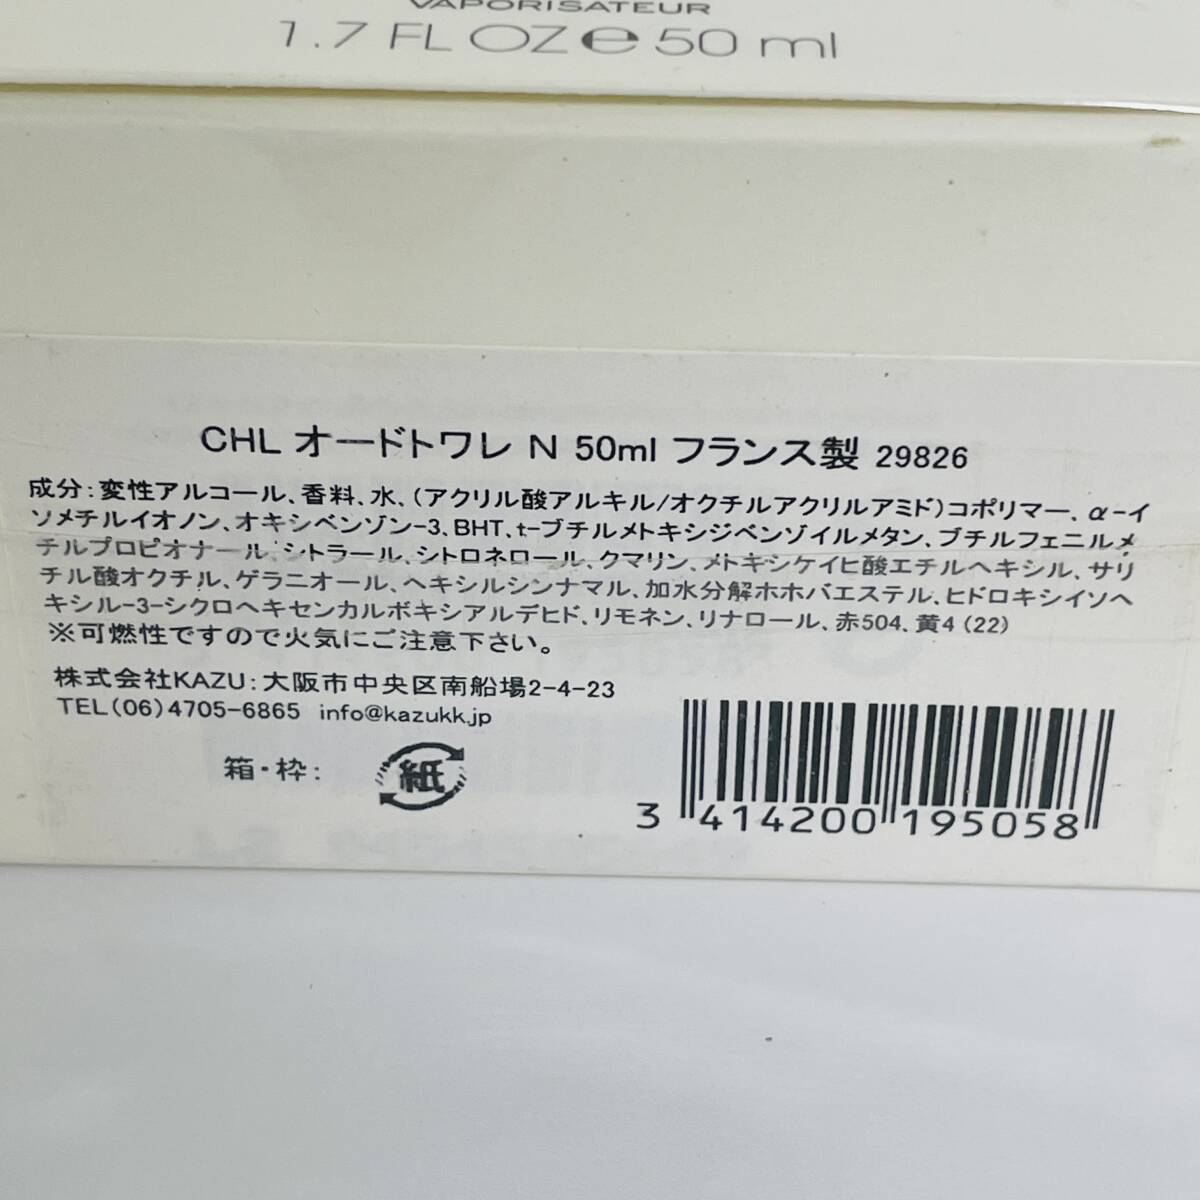 VAPORISATEUR
1.7 FL OZ ℮ 50 ml
CHL オードトワレ N 50ml フランス製 29826
成分：変性アルコール、香料、水、（アクリル酸アルキル/オクチルアクリルアミド）コポリマー、α-イ
ソメチルイオノン、オキシベンゾン-3、BHT、t-ブチルメトキシジベンゾイルメタン、ブチルフェニルメ
チルプロピオナール、シトラール、シトロネロール、クマリン、メトキシケイヒ酸エチルヘキシル、サリ
チル酸オクチル、ゲラニオール、ヘキシルシンナマル、加水分解ホホバエステル、ヒドロキシイソヘ
キシル-3-シクロヘキセンカルボキシアルデヒド、リモネン、リナロール、赤504、黄4（22）
※可燃性ですので火気にご注意下さい。
株式会社KAZU：大阪市中央区南船場2-4-23
TEL(06)4705-6865 info@kazukk.jp
箱・枠： 紙
3 414200 195058